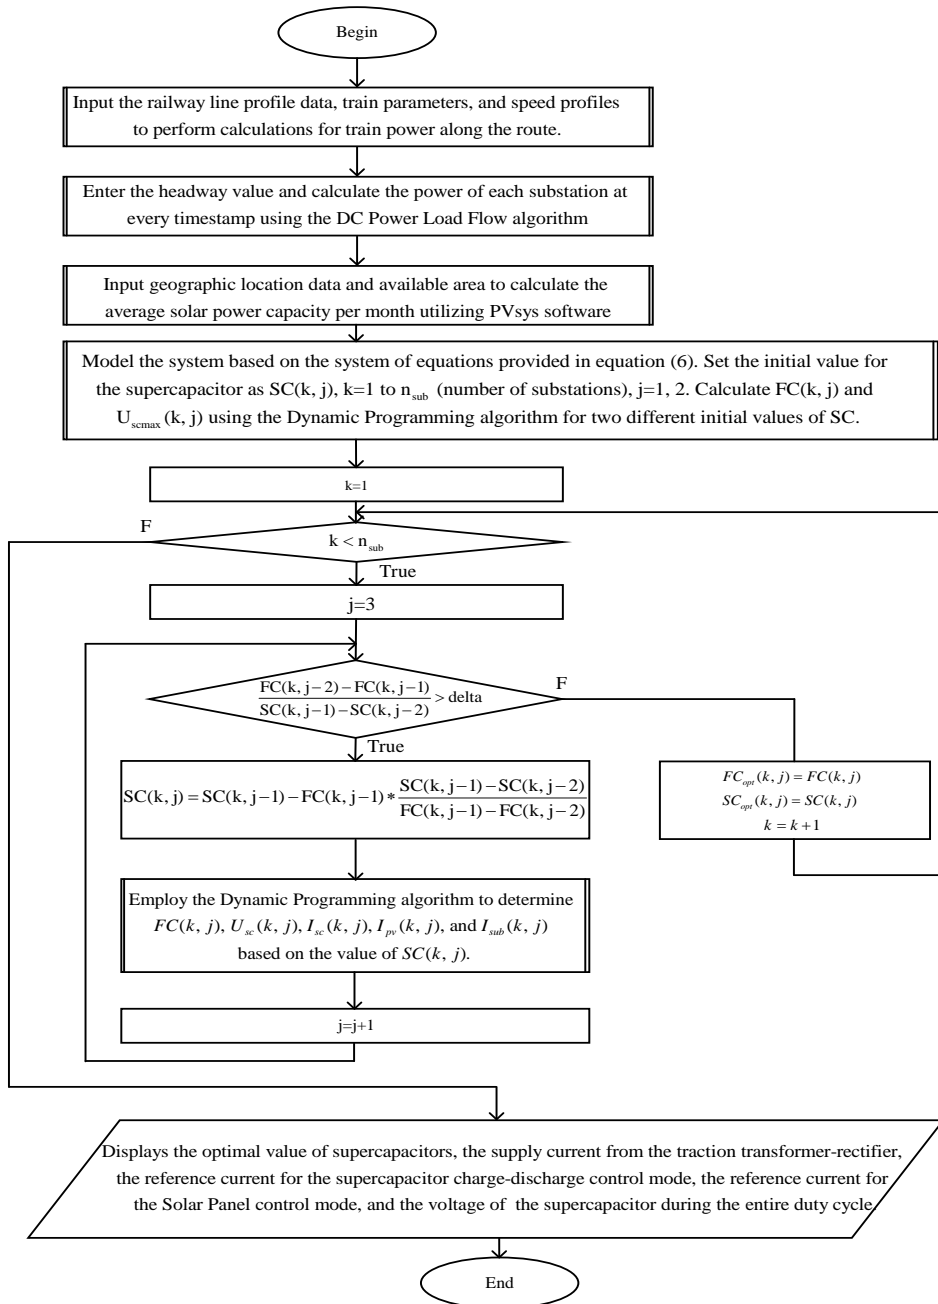 Begin
Input the railway line profile data, train parameters, and speed profiles
to perform calculations for train power along the route.
Enter the headway value and calculate the power of each substation at
every timestamp using the DC Power Load Flow algorithm
Input geographic location data and available area to calculate the
average solar power capacity per month utilizing PVsys software
Model the system based on the system of equations provided in equation (6). Set the initial value for
the supercapacitor as SC(k, j), k=1 to n_sub (number of substations), j=1, 2. Calculate FC(k, j) and
U_scmax(k, j) using the Dynamic Programming algorithm for two different initial values of SC.
k=1
F
k < n_sub
True
j=3
FC(k, j−2)−FC(k, j−1)
SC(k, j−1)−SC(k, j−2)
> delta
F
True
SC(k, j) = SC(k, j−1) − FC(k, j−1) * SC(k, j−1)−SC(k, j−2)
FC(k, j−1)−FC(k, j−2)
FC_opt(k, j) = FC(k, j)
SC_opt(k, j) = SC(k, j)
k = k +1
Employ the Dynamic Programming algorithm to determine
FC(k, j), U_sc(k, j), I_sc(k, j), I_pv(k, j), and I_sub(k, j)
based on the value of SC(k, j).
j=j+1
Displays the optimal value of supercapacitors, the supply current from the traction transformer-rectifier,
the reference current for the supercapacitor charge-discharge control mode, the reference current for
the Solar Panel control mode, and the voltage of the supercapacitor during the entire duty cycle.
End